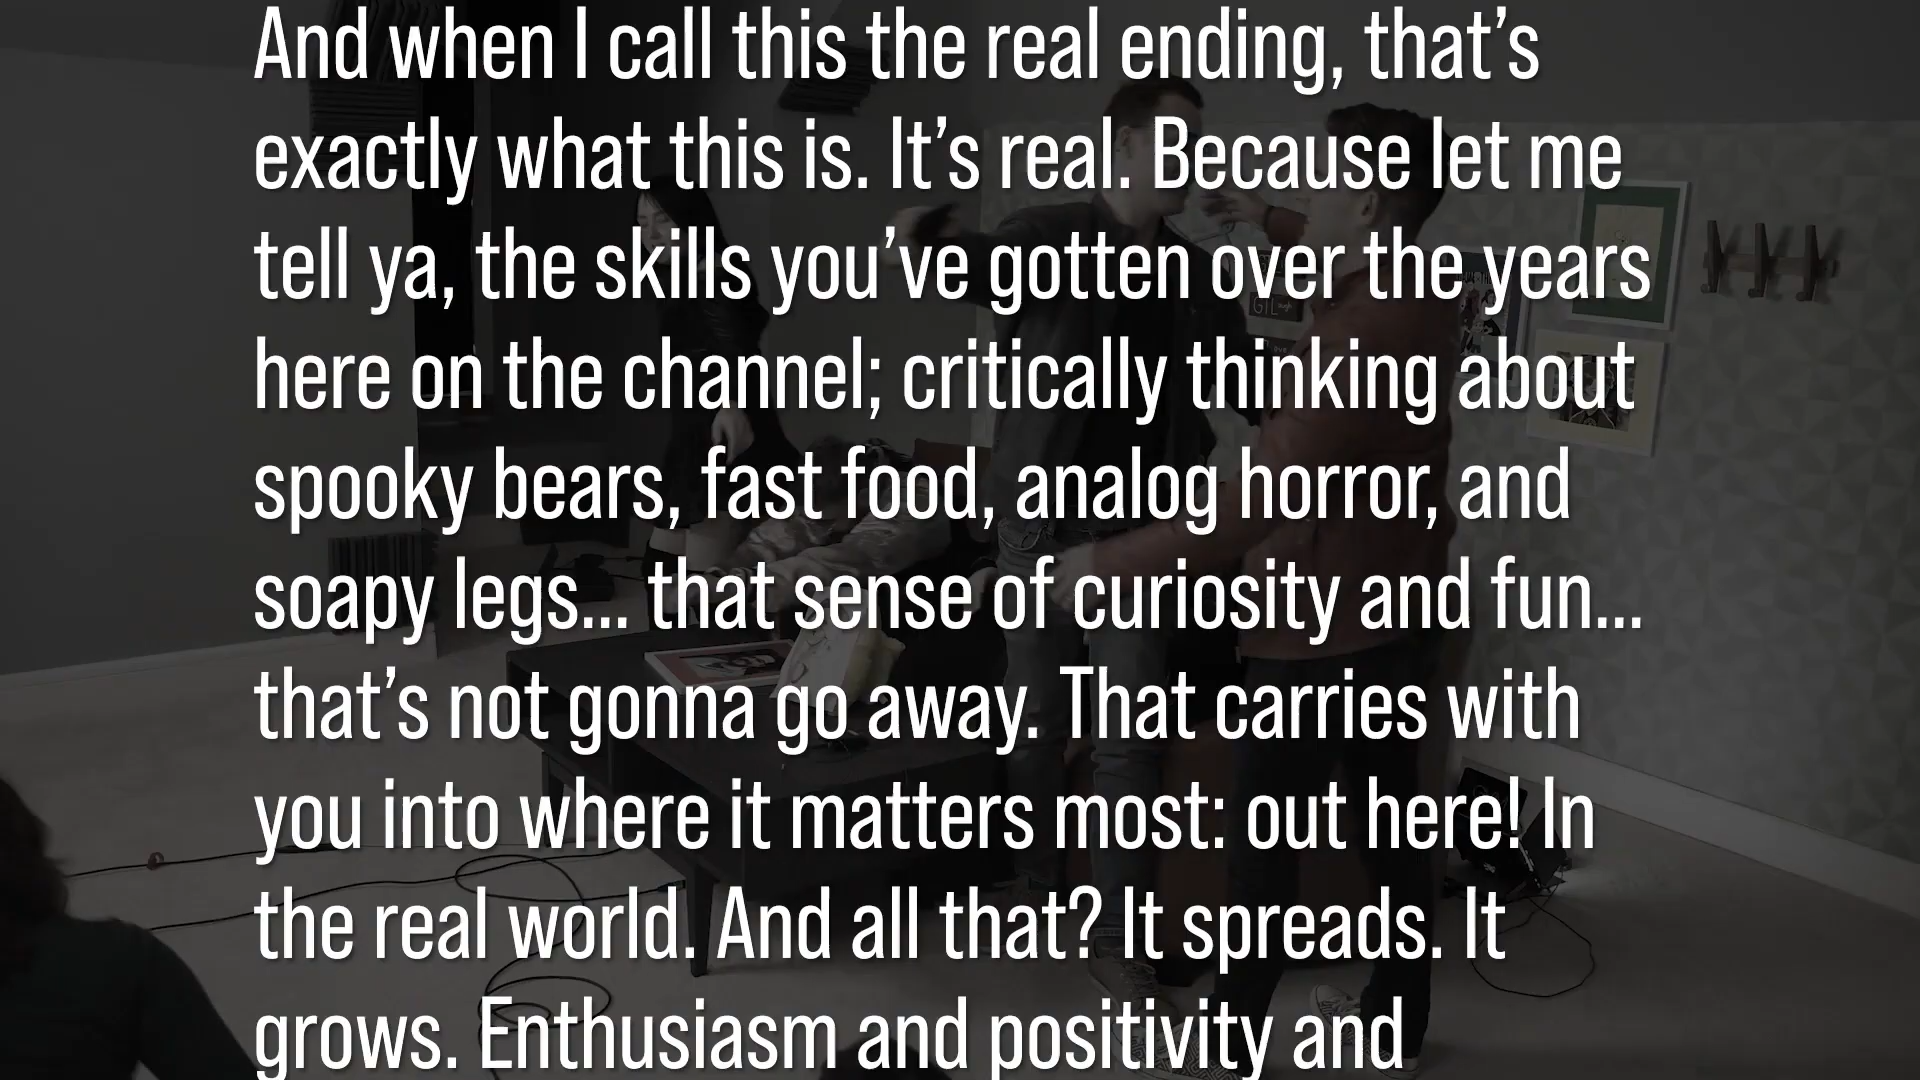 And when I call this the real ending, that’s
exactly what this is. It’s real. Because let me
tell ya, the skills you’ve gotten over the years
here on the channel; critically thinking about
spooky bears, fast food, analog horror, and
soapy legs... that sense of curiosity and fun...
that’s not gonna go away. That carries with
you into where it matters most: out here! In
the real world. And all that? It spreads. It
grows. Enthusiasm and positivity and